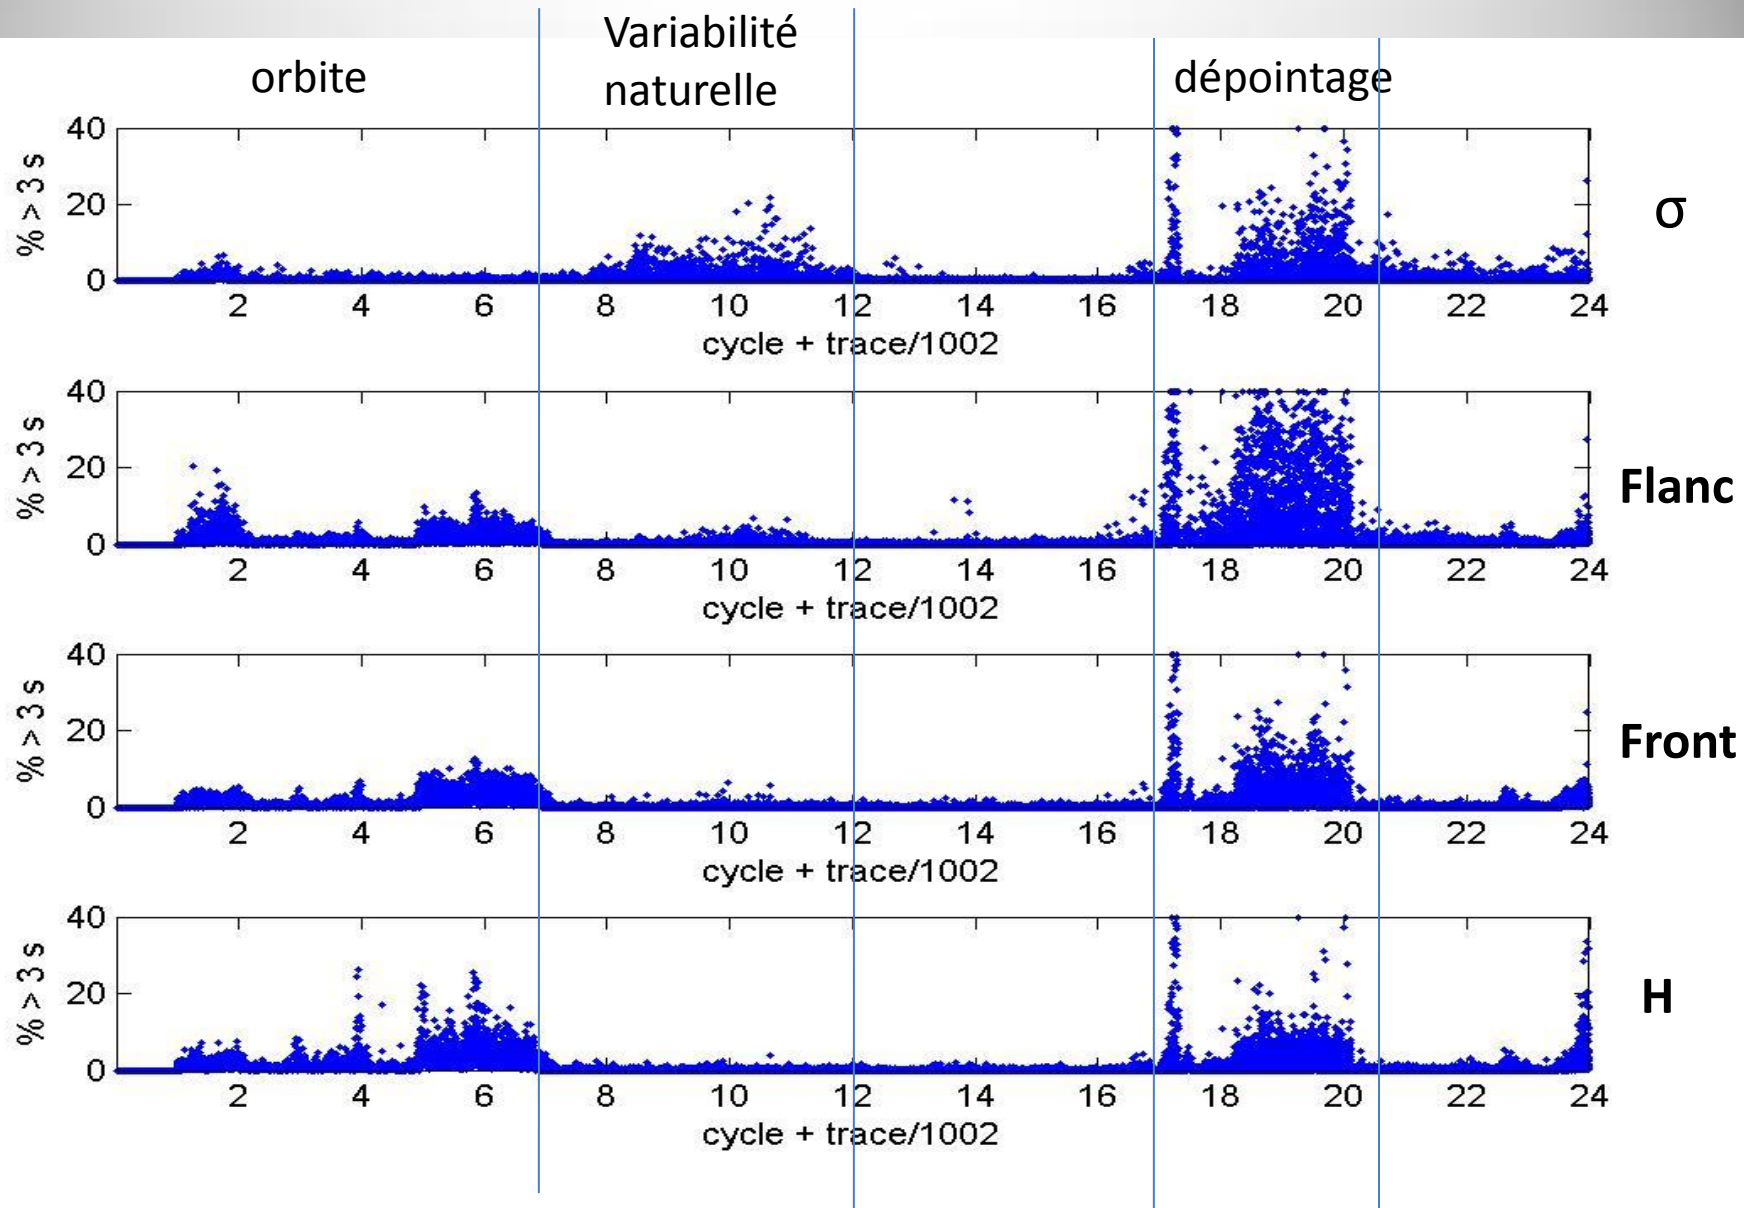 orbite
Variabilité
naturelle
dépointage
% > 3 s
40
20
0
2 4 6 8 10 12 14 16 18 20 22 24
cycle + trace/1002
σ
% > 3 s
40
20
0
2 4 6 8 10 12 14 16 18 20 22 24
cycle + trace/1002
Flanc
% > 3 s
40
20
0
2 4 6 8 10 12 14 16 18 20 22 24
cycle + trace/1002
Front
% > 3 s
40
20
0
2 4 6 8 10 12 14 16 18 20 22 24
cycle + trace/1002
H